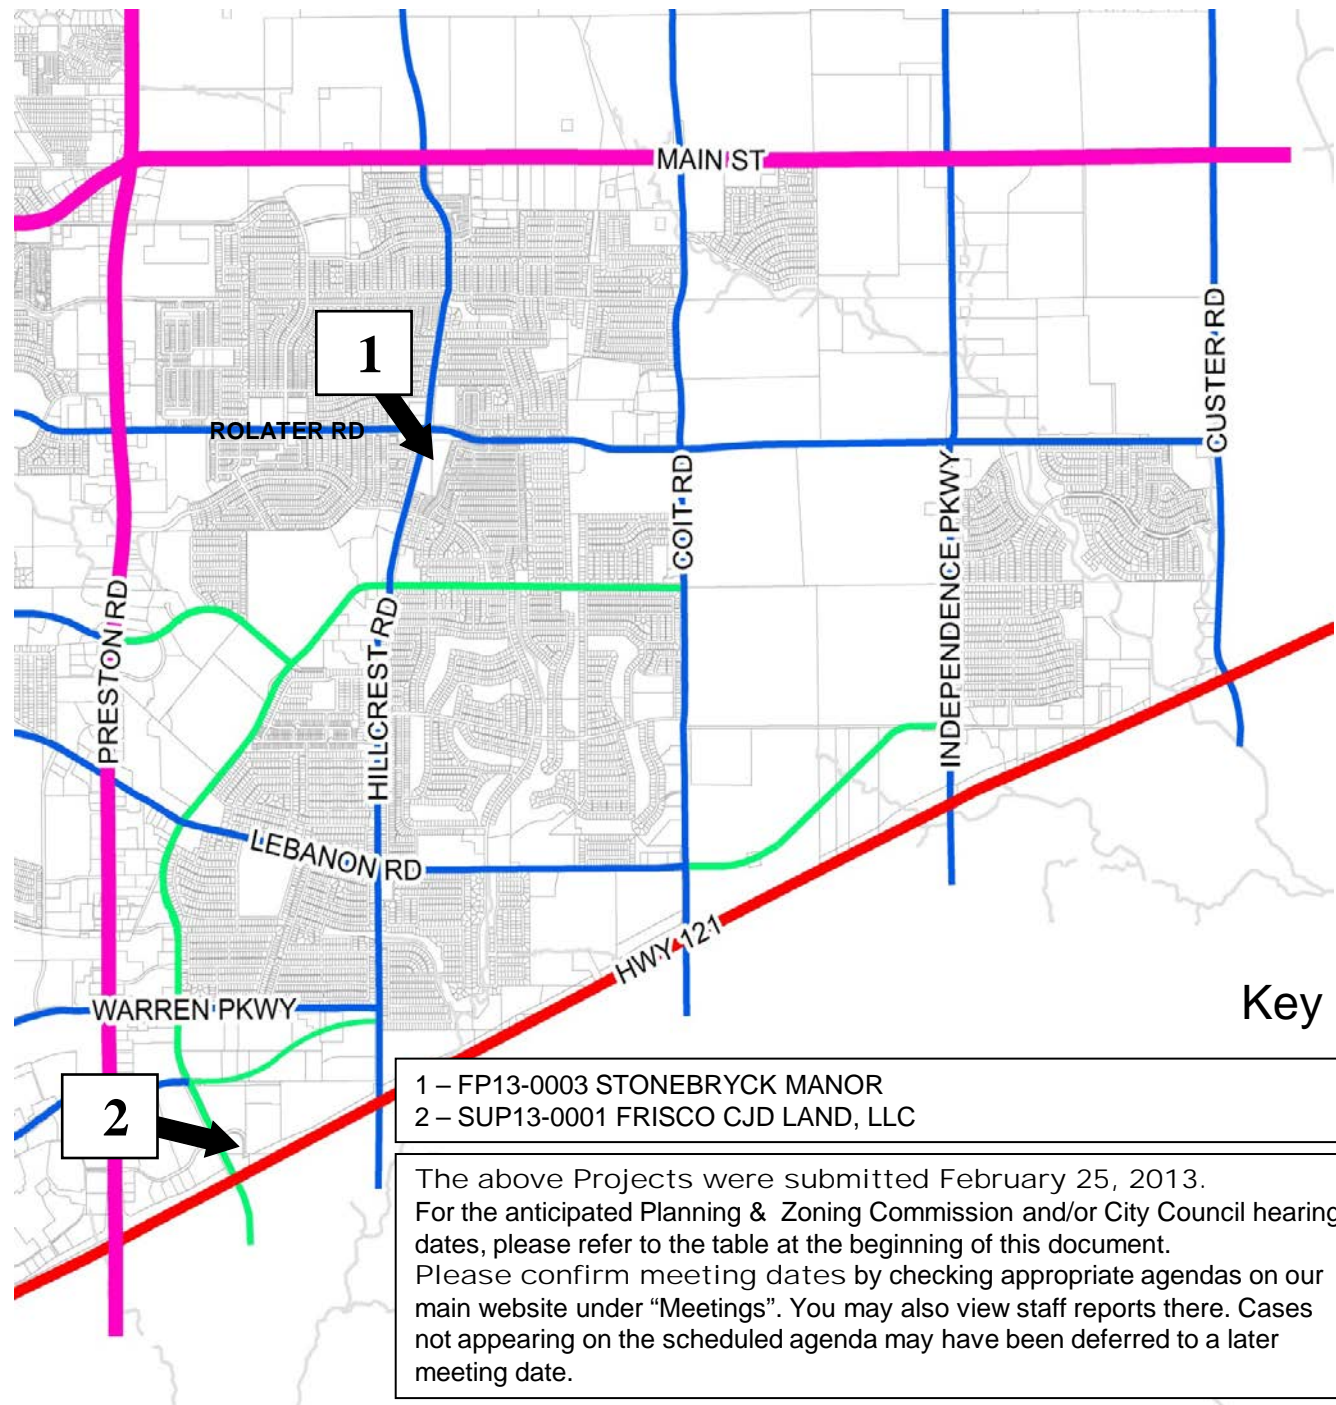 MAIN ST
1
ROLATER RD
CUSTER RD
COIT RD
INDEPENDENCE PKWY
PRESTON RD
HILLCREST RD
LEBANON RD
HWY 121
WARREN PKWY
Key
2
1 – FP13-0003 STONEBRYCK MANOR
2 – SUP13-0001 FRISCO CJD LAND, LLC
The above Projects were submitted February 25, 2013.
For the anticipated Planning & Zoning Commission and/or City Council hearing
dates, please refer to the table at the beginning of this document.
Please confirm meeting dates by checking appropriate agendas on our
main website under “Meetings”. You may also view staff reports there. Cases
not appearing on the scheduled agenda may have been deferred to a later
meeting date.